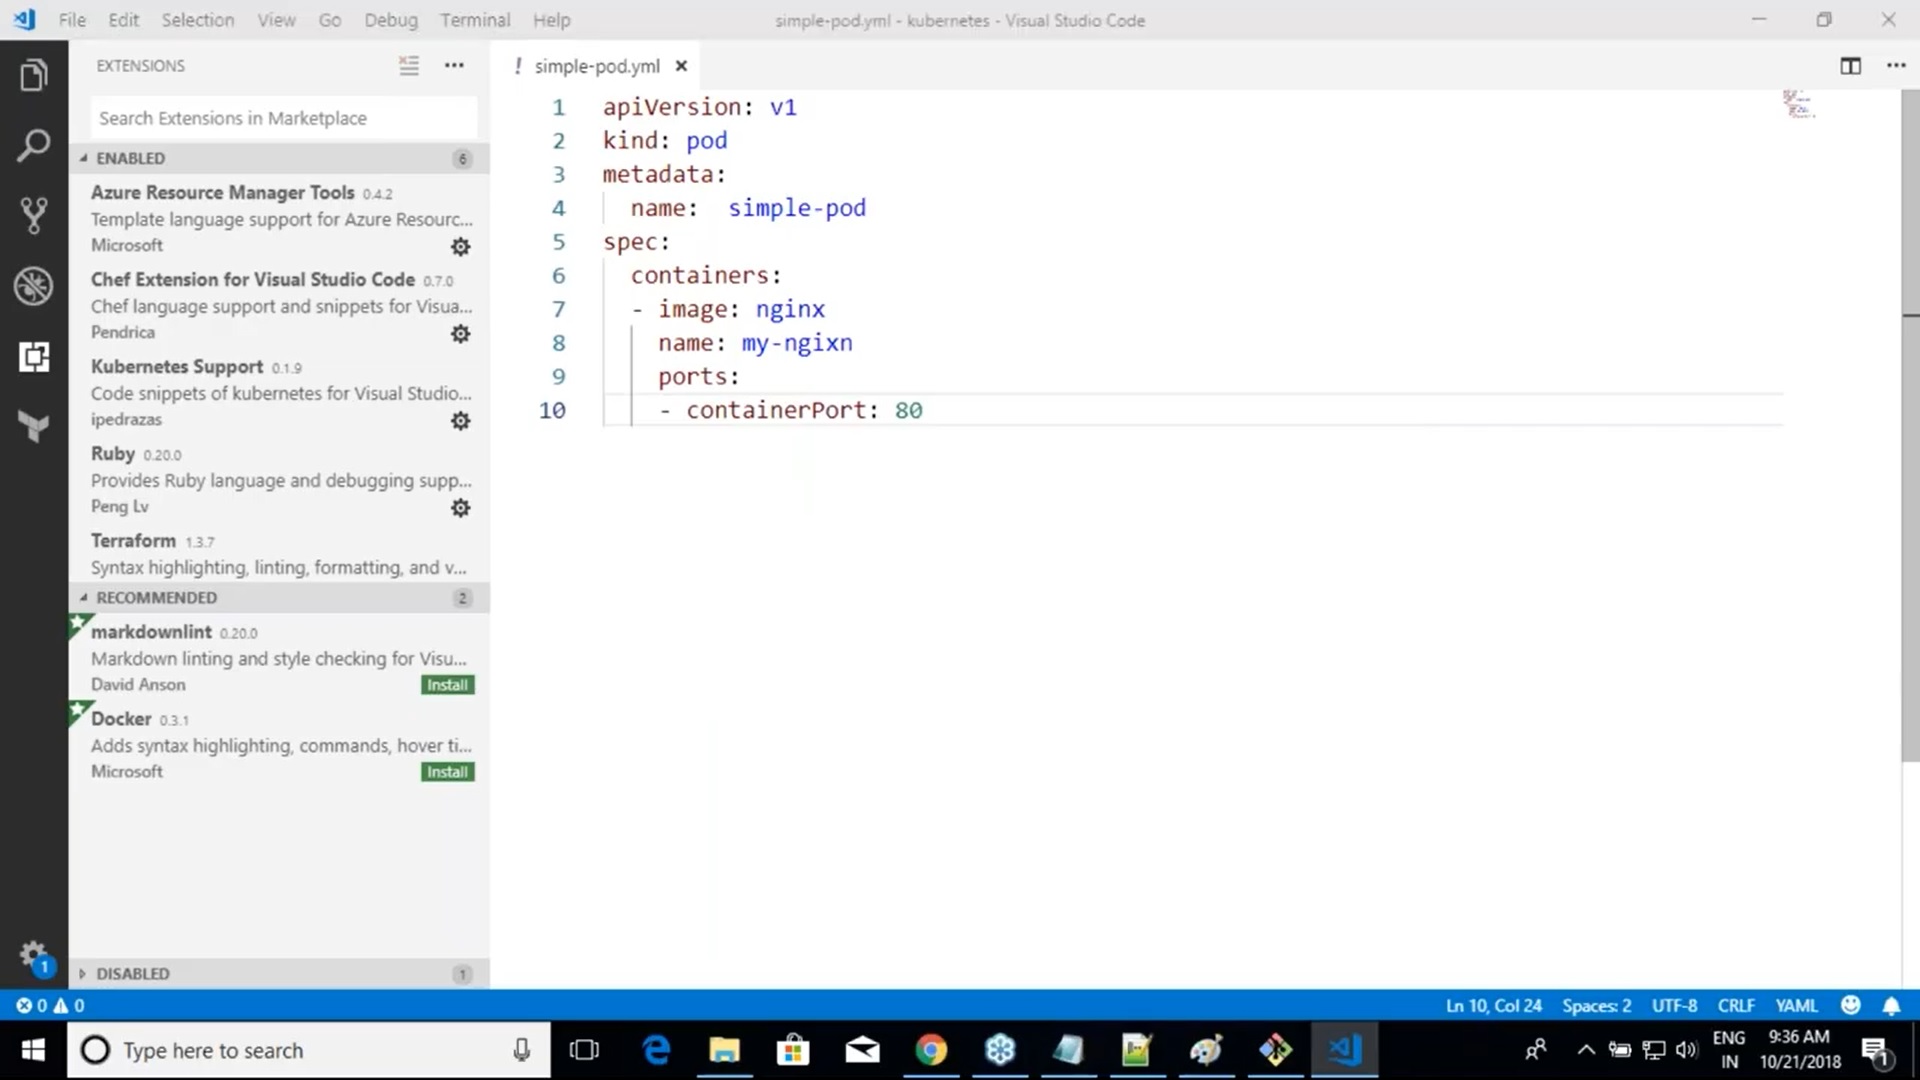 File Edit Selection View Go Debug Terminal Help
simple-pod.yml - kubernetes - Visual Studio Code
EXTENSIONS
Search Extensions in Marketplace
ENABLED 6
Azure Resource Manager Tools 0.4.2
Template language support for Azure Resourc...
Microsoft
Chef Extension for Visual Studio Code 0.7.0
Chef language support and snippets for Visua...
Pendrica
Kubernetes Support 0.1.9
Code snippets of kubernetes for Visual Studio...
ipedrazas
Ruby 0.20.0
Provides Ruby language and debugging supp...
Peng Lv
Terraform 1.3.7
Syntax highlighting, linting, formatting, and v...
RECOMMENDED 2
markdownlint 0.20.0
Markdown linting and style checking for Visu...
David Anson Install
Docker 0.3.1
Adds syntax highlighting, commands, hover ti...
Microsoft Install
DISABLED 1
! simple-pod.yml
1 apiVersion: v1
2 kind: pod
3 metadata:
4   name:  simple-pod
5 spec:
6   containers:
7   - image: nginx
8     name: my-ngixn
9     ports:
10     - containerPort: 80
1
0 0
Ln 10, Col 24 Spaces: 2 UTF-8 CRLF YAML
Type here to search
ENG
IN
9:36 AM
10/21/2018
1